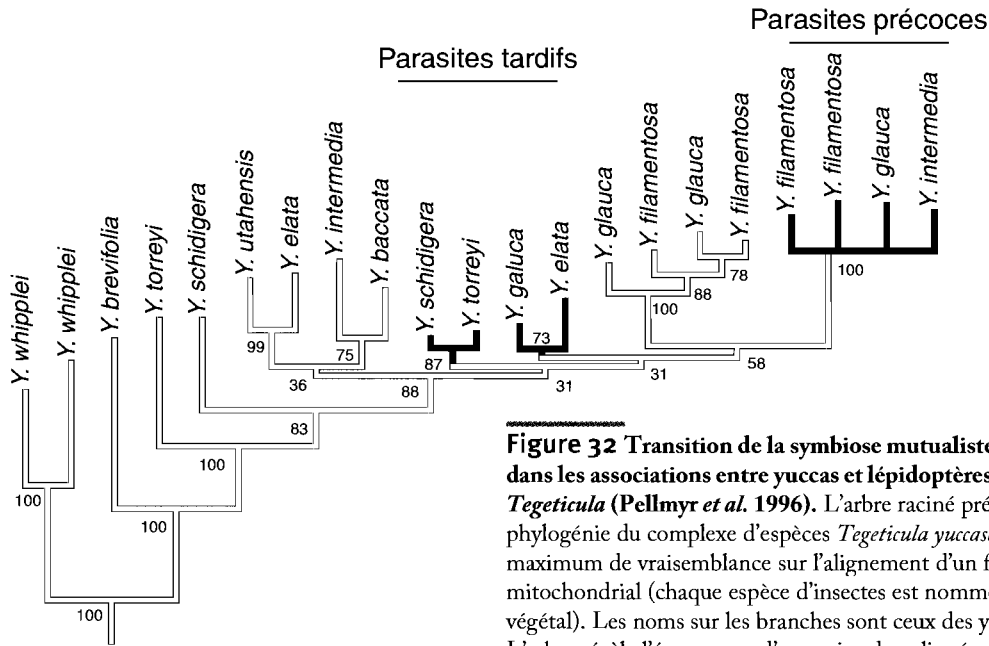 Parasites précoces
Parasites tardifs
Y. whipplei
Y. whipplei
Y. brevifolia
Y. torreyi
Y. schidigera
Y. utahensis
Y. elata
Y. intermedia
Y. baccata
Y. schidigera
Y. torreyi
Y. galuca
Y. elata
Y. glauca
Y. filamentosa
Y. glauca
Y. filamentosa
Y. filamentosa
Y. filamentosa
Y. glauca
Y. intermedia
78
100
88
100
73
99
75
87
58
31
36
88
31
83
100
100
100
100
Figure 32 Transition de la symbiose mutualiste
dans les associations entre yuccas et lépidoptères
Tegeticula (Pellmyr et al. 1996). L'arbre raciné pré
phylogénie du complexe d'espèces Tegeticula yuccas
maximum de vraisemblance sur l'alignement d'un f
mitochondrial (chaque espèce d'insectes est nomme
végétal). Les noms sur les branches sont ceux des y